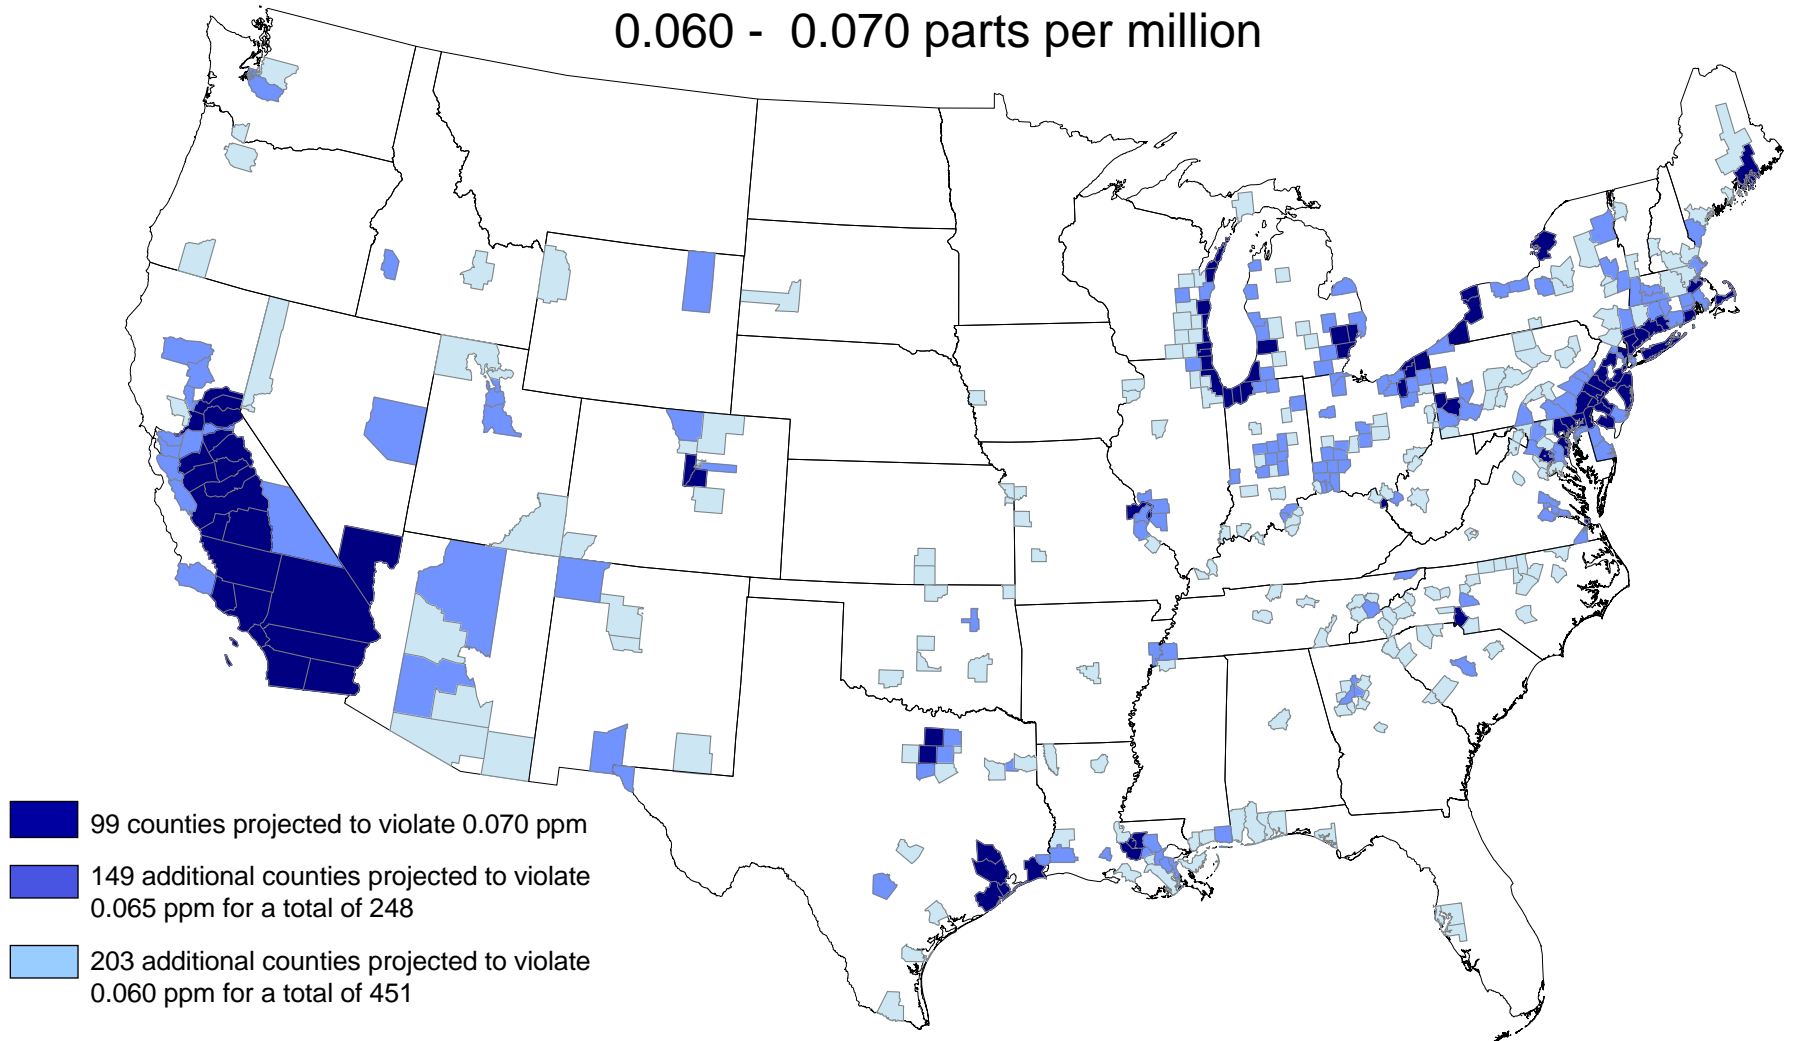 0.060 - 0.070 parts per million
99 counties projected to violate 0.070 ppm
149 additional counties projected to violate
0.065 ppm for a total of 248
203 additional counties projected to violate
0.060 ppm for a total of 451